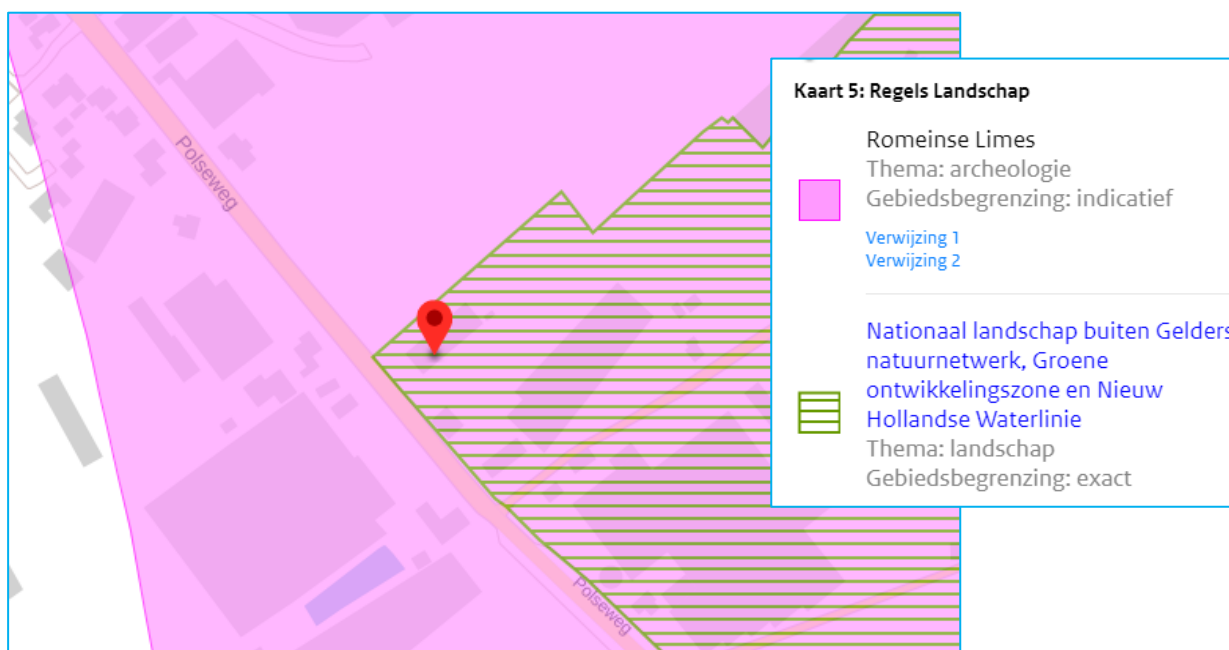 Kaart 5: Regels Landschap
Romeinse Limes
Thema: archeologie
Gebiedsbegrenzing: indicatief
Verwijzing 1
Verwijzing 2
Nationaal landschap buiten Gelders
natuurnetwerk, Groene
ontwikkelingszone en Nieuw
Hollandse Waterlinie
Thema: landschap
Gebiedsbegrenzing: exact
Polseweg
Polseweg